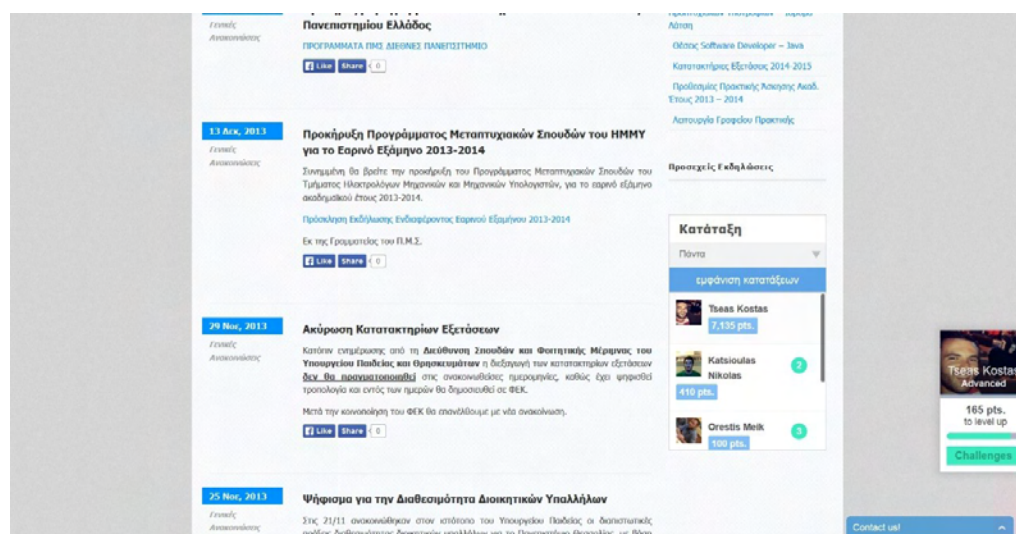 Γενικές
Ανακοινώσεις
Πανεπιστημίου Ελλάδος
ΠΡΟΓΡΑΜΜΑΤΑ ΠΜΣ ΔΙΕΘΝΕΣ ΠΑΝΕΠΙΣΤΗΜΙΟ
Like Share 0
13 Δεκ, 2013
Γενικές
Ανακοινώσεις
Προκήρυξη Προγράμματος Μεταπτυχιακών Σπουδών του ΗΜΜΥ
για το Εαρινό Εξάμηνο 2013-2014
Συνημμένη θα βρείτε την προκήρυξη του Προγράμματος Μεταπτυχιακών Σπουδών του
Τμήματος Ηλεκτρολόγων Μηχανικών και Μηχανικών Υπολογιστών, για το εαρινό εξάμηνο
ακαδημαϊκού έτους 2013-2014.
Πρόσκληση Εκδήλωσης Ενδιαφέροντος Εαρινού Εξαμήνου 2013-2014
Εκ της Γραμματείας του Π.Μ.Σ.
Like Share 0
29 Νοε, 2013
Γενικές
Ανακοινώσεις
Ακύρωση Κατατακτηρίων Εξετάσεων
Κατόπιν ενημέρωσης από τη Διεύθυνση Σπουδών και Φοιτητικής Μέριμνας του
Υπουργείου Παιδείας και Θρησκευμάτων η διεξαγωγή των κατατακτηρίων εξετάσεων
δεν θα πραγματοποιηθεί στις ανακοινωθείσες ημερομηνίες, καθώς έχει ψηφισθεί
τροπολογία και εντός των ημερών θα δημοσιευθεί σε ΦΕΚ.
Μετά την κοινοποίηση του ΦΕΚ θα επανέλθουμε με νέα ανακοίνωση.
Like Share 0
25 Νοε, 2013
Γενικές
Ανακοινώσεις
Ψήφισμα για την Διαθεσιμότητα Διοικητικών Υπαλλήλων
Στις 21/11 ανακοινώθηκαν στον ιστότοπο του Υπουργείου Παιδείας οι διαπιστωτικές
Λάτση
Θέσεις Software Developer – Java
Κατατακτήριες Εξετάσεις 2014-2015
Προθεσμίες Πρακτικής Άσκησης Ακαδ.
Έτους 2013 – 2014
Λειτουργία Γραφείου Πρακτικής
Προσεχείς Εκδηλώσεις
Κατάταξη
Πάντα
εμφάνιση κατατάξεων
Tseas Kostas
7,135 pts.
Katsioulas
Nikolas
2
410 pts.
Orestis Meik
3
100 pts.
Tseas Kostas
Advanced
165 pts.
to level up
Challenges
Contact us!